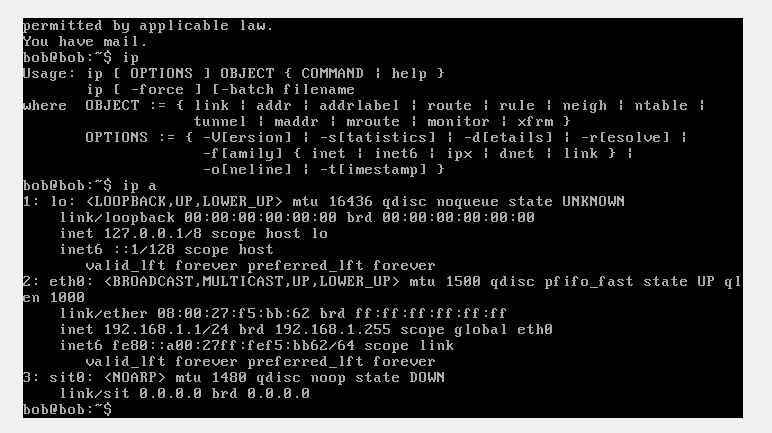 permitted by applicable law.
You have mail.
bob@bob:~$ ip
Usage: ip [ OPTIONS ] OBJECT { COMMAND | help }
       ip [ -force ] [-batch filename
where  OBJECT := { link | addr | addrlabel | route | rule | neigh | ntable |
                   tunnel | maddr | mroute | monitor | xfrm }
       OPTIONS := { -V[ersion] | -s[tatistics] | -d[etails] | -r[esolve] |
                    -f[amily] { inet | inet6 | ipx | dnet | link } |
                    -o[neline] | -t[imestamp] }
bob@bob:~$ ip a
1: lo: <LOOPBACK,UP,LOWER_UP> mtu 16436 qdisc noqueue state UNKNOWN
    link/loopback 00:00:00:00:00:00 brd 00:00:00:00:00:00
    inet 127.0.0.1/8 scope host lo
    inet6 ::1/128 scope host
       valid_lft forever preferred_lft forever
2: eth0: <BROADCAST,MULTICAST,UP,LOWER_UP> mtu 1500 qdisc pfifo_fast state UP ql
en 1000
    link/ether 08:00:27:f5:bb:62 brd ff:ff:ff:ff:ff:ff
    inet 192.168.1.1/24 brd 192.168.1.255 scope global eth0
    inet6 fe80::a00:27ff:fef5:bb62/64 scope link
       valid_lft forever preferred_lft forever
3: sit0: <NOARP> mtu 1480 qdisc noop state DOWN
    link/sit 0.0.0.0 brd 0.0.0.0
bob@bob:~$